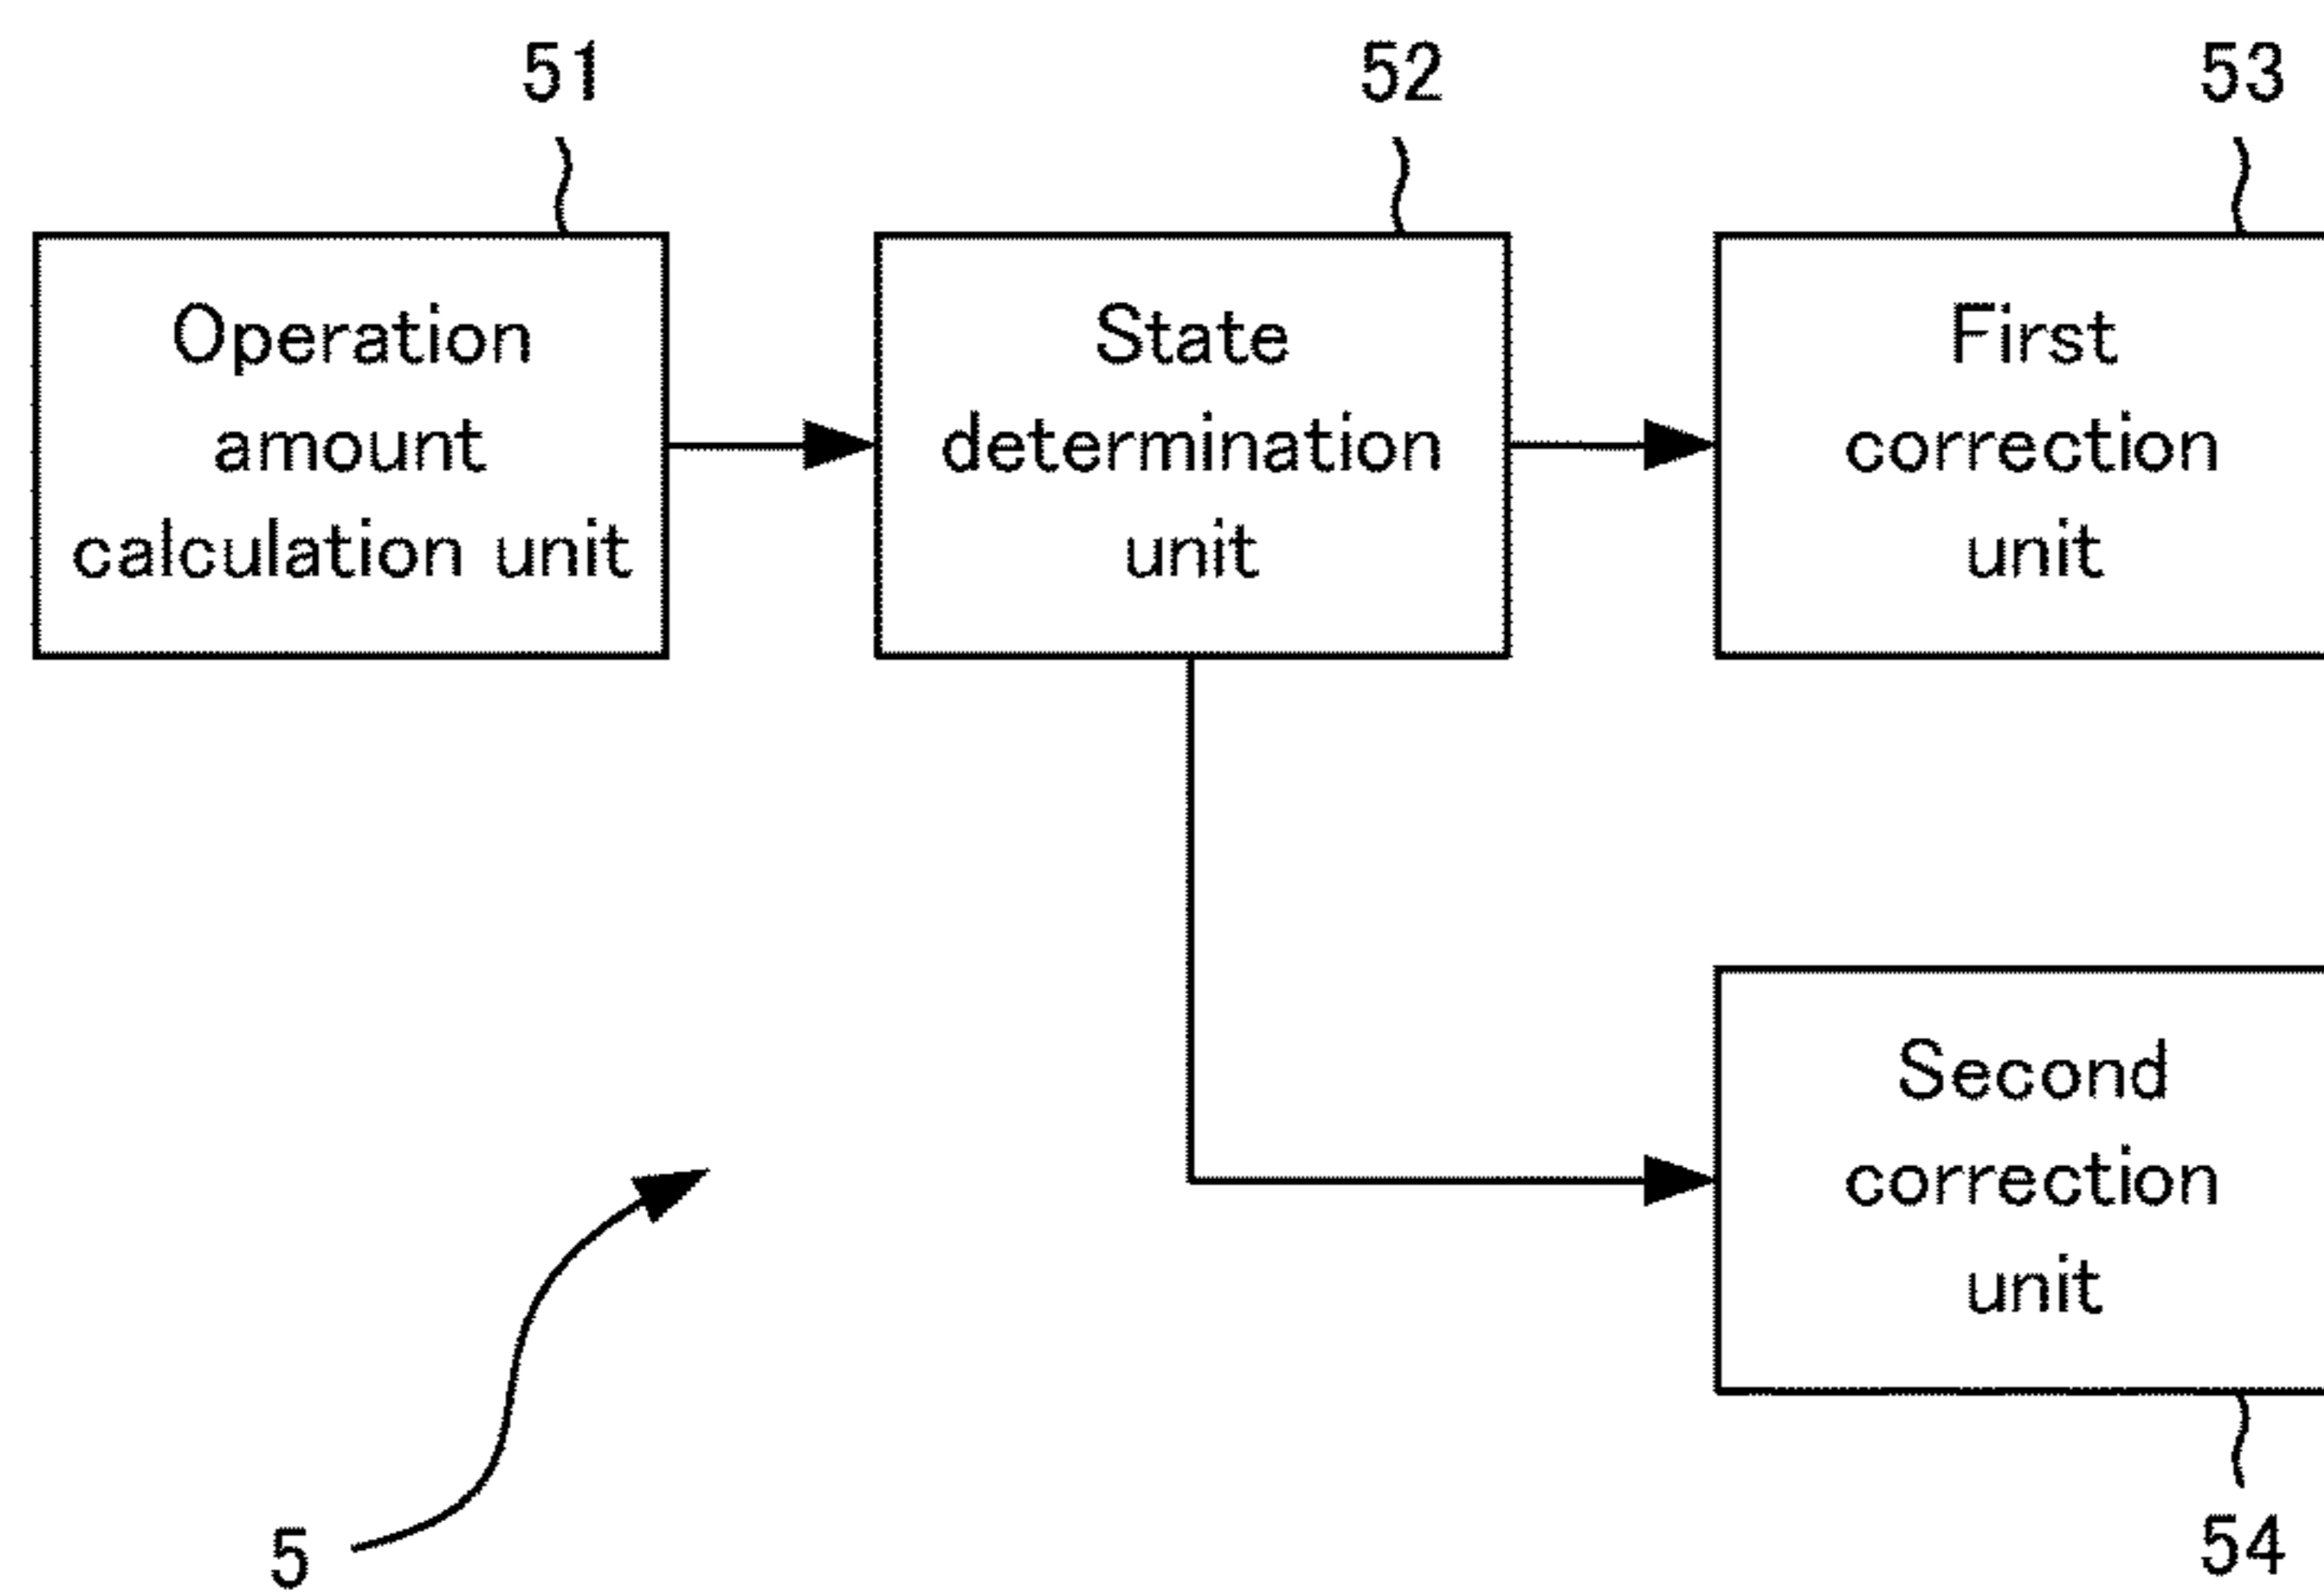 51
52
53
Operation
amount
calculation unit
State
determination
unit
First
correction
unit
Second
correction
unit
5
54